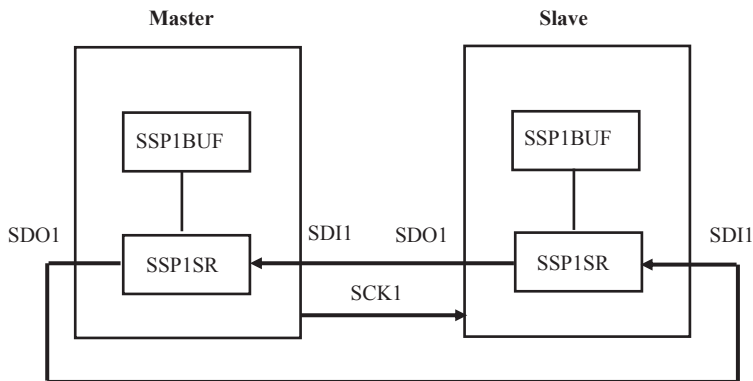 Master
Slave
SSP1BUF
SSP1BUF
SDO1
SDI1
SDO1
SDI1
SSP1SR
SSP1SR
SCK1